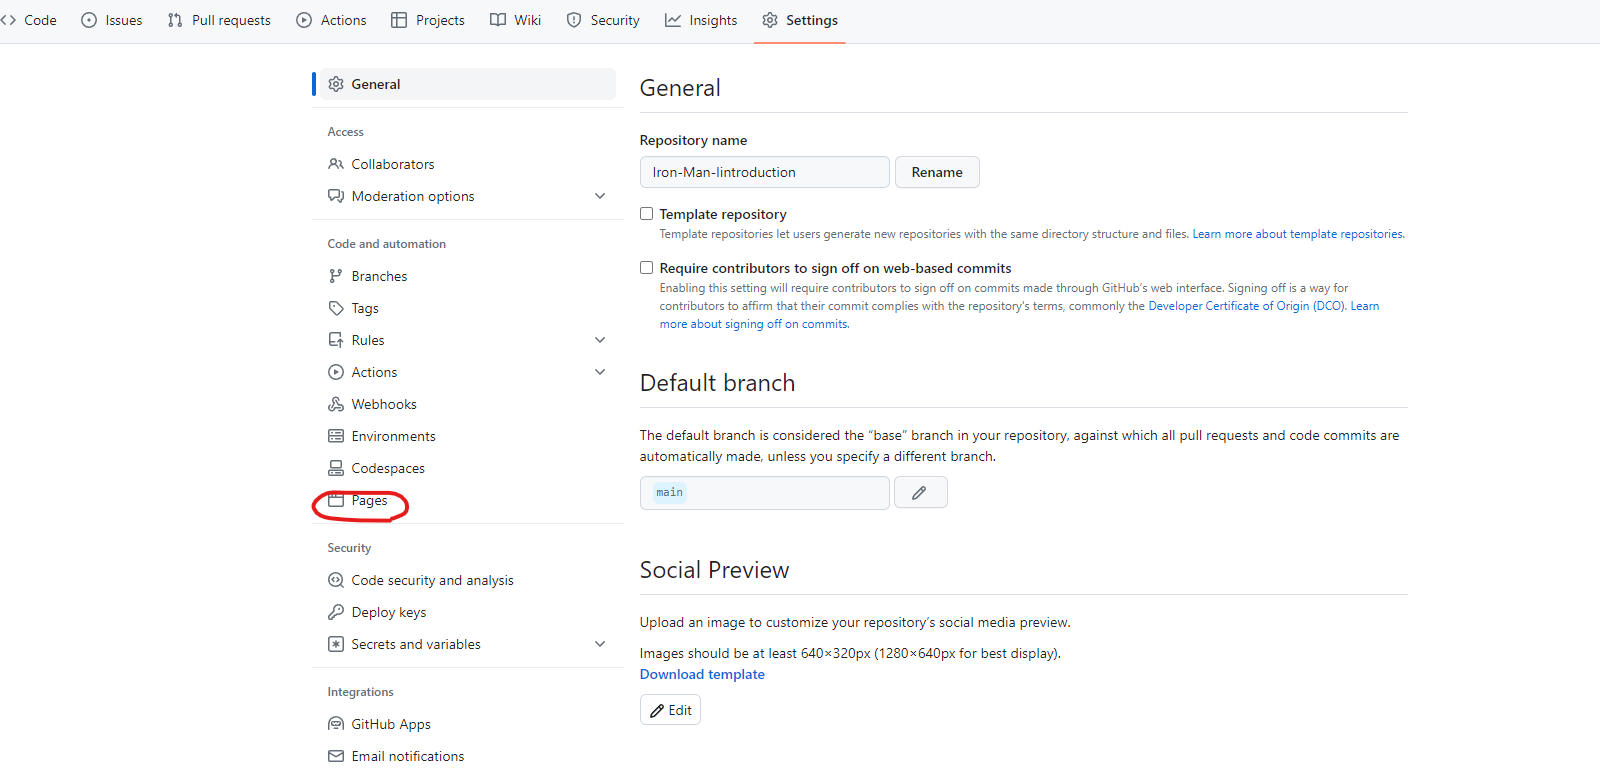 Code Issues Pull requests Actions Projects Wiki Security Insights Settings
General
Access
Collaborators
Moderation options
Code and automation
Branches
Tags
Rules
Actions
Webhooks
Environments
Codespaces
Pages
Security
Code security and analysis
Deploy keys
Secrets and variables
Integrations
GitHub Apps
Email notifications
General
Repository name
Iron-Man-Iintroduction Rename
Template repository
Template repositories let users generate new repositories with the same directory structure and files. Learn more about template repositories.
Require contributors to sign off on web-based commits
Enabling this setting will require contributors to sign off on commits made through GitHub's web interface. Signing off is a way for
contributors to affirm that their commit complies with the repository's terms, commonly the Developer Certificate of Origin (DCO). Learn
more about signing off on commits.
Default branch
The default branch is considered the “base” branch in your repository, against which all pull requests and code commits are
automatically made, unless you specify a different branch.
main
Social Preview
Upload an image to customize your repository's social media preview.
Images should be at least 640×320px (1280×640px for best display).
Download template
Edit